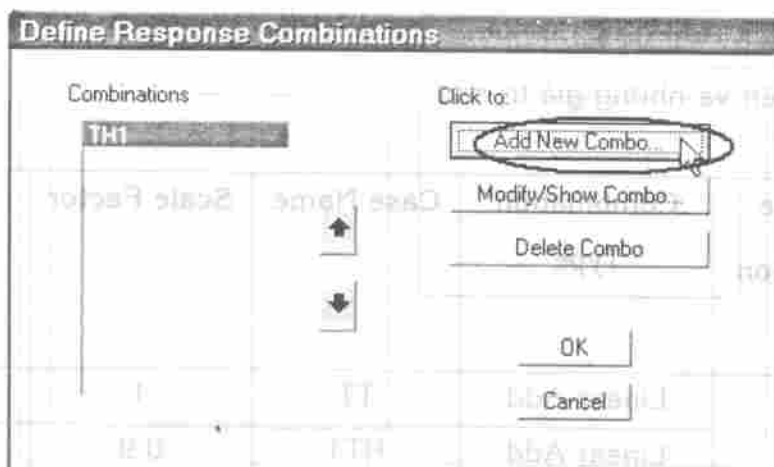 Define Response Combinations
Combinations
Click to:
TH1
Add New Combo...
Modify/Show Combo...
Delete Combo
OK
Cancel